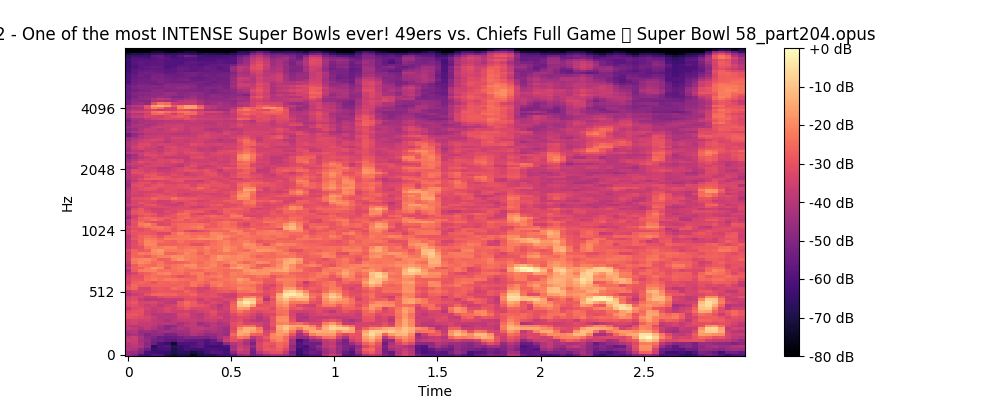 2 - One of the most INTENSE Super Bowls ever! 49ers vs. Chiefs Full Game 🏈 Super Bowl 58_part204.opus
+0 dB
-10 dB
-20 dB
-30 dB
-40 dB
-50 dB
-60 dB
-70 dB
-80 dB
Hz
4096
2048
1024
512
0
0 0.5 1 1.5 2 2.5
Time